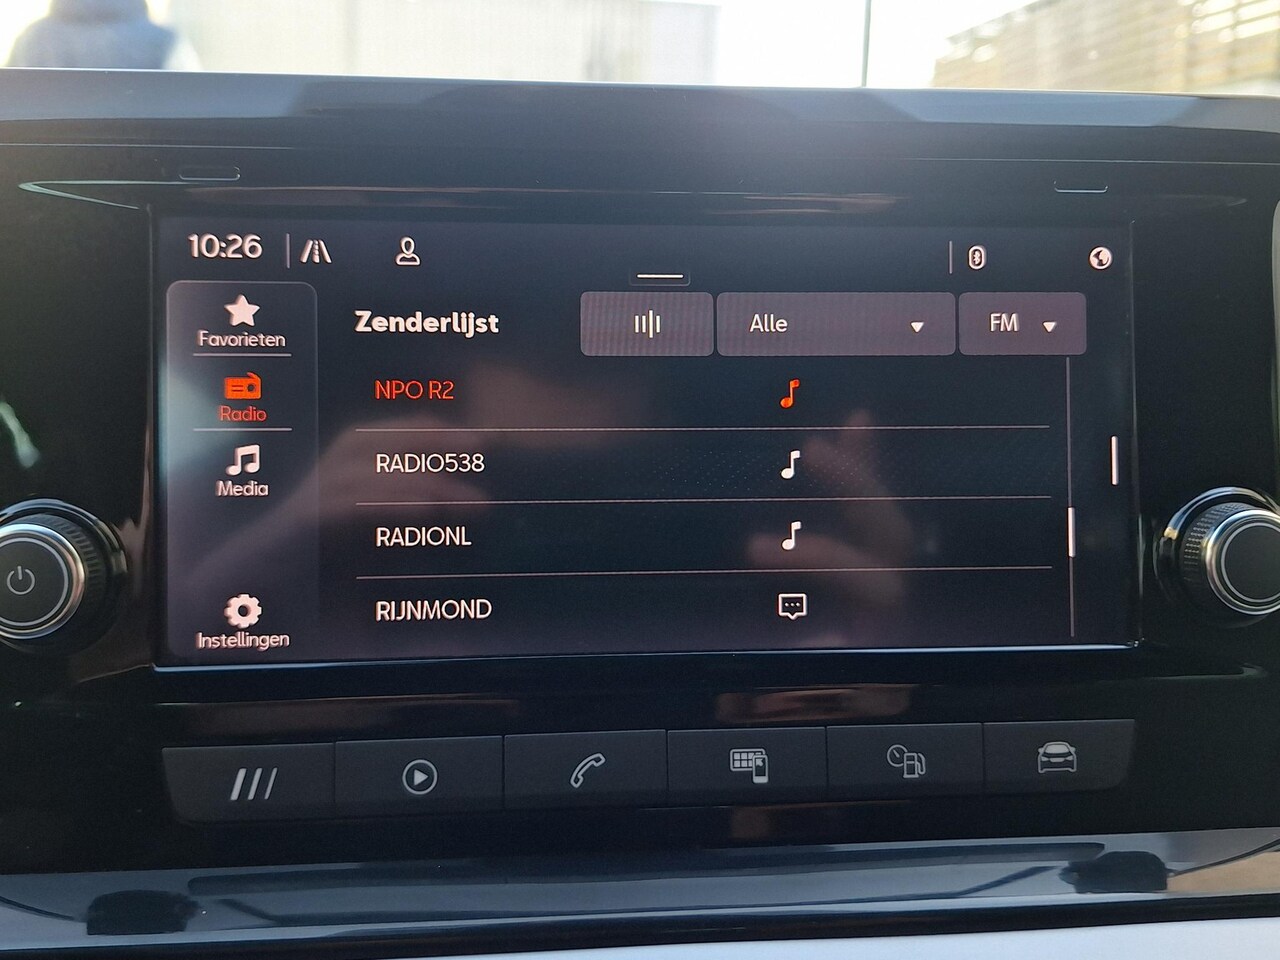 10:26
Favorieten
Zenderlijst
Alle
FM
NPO R2
Radio
RADIO538
Media
RADIONL
RIJNMOND
Instellingen